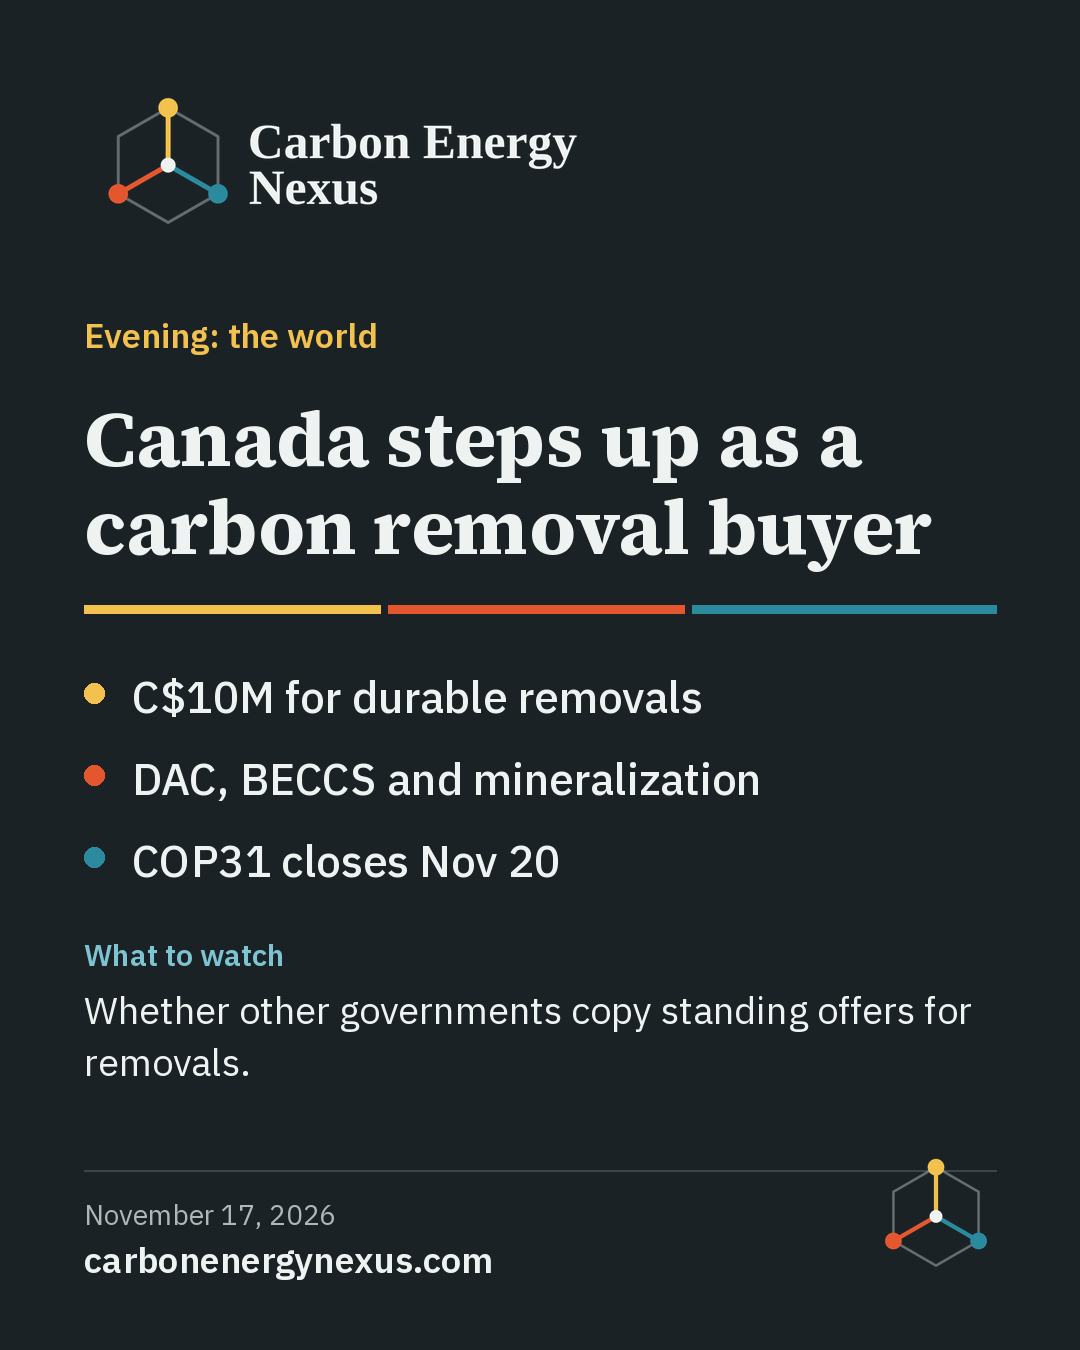 Carbon Energy
Nexus
Evening: the world
Canada steps up as a
carbon removal buyer
C$10M for durable removals
DAC, BECCS and mineralization
COP31 closes Nov 20
What to watch
Whether other governments copy standing offers for
removals.
November 17, 2026
carbonenergynexus.com